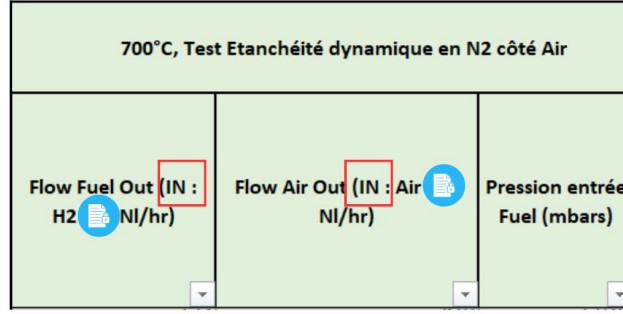 700°C, Test Etanchéité dynamique en N2 côté Air
Flow Fuel Out (IN :
H2 Nl/hr)
Flow Air Out (IN : Air
Nl/hr)
Pression entrée
Fuel (mbars)